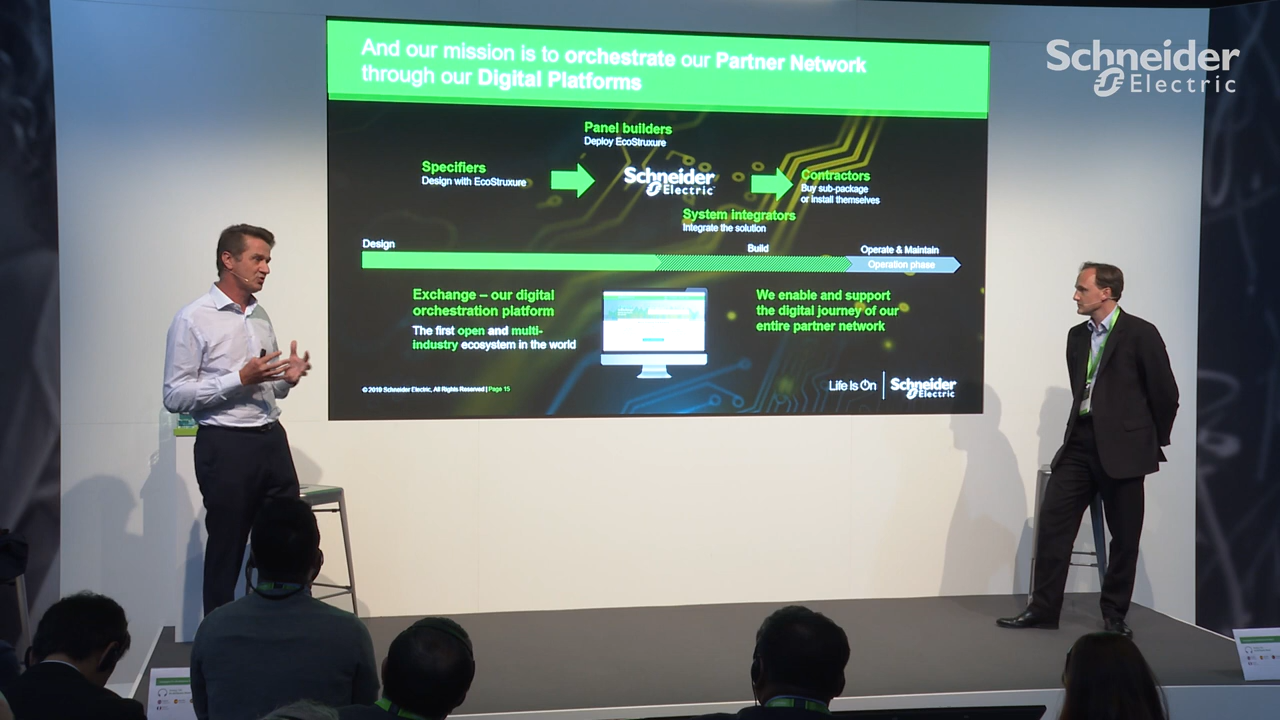 And our mission is to orchestrate our Partner Network
through our Digital Platforms
Schneider
Electric
Panel builders
Deploy EcoStruxure
Specifiers
Design with EcoStruxure
Schneider
Electric
Contractors
Buy sub-package
or install themselves
System integrators
Integrate the solution
Design
Build
Operate & Maintain
Operation phase
Exchange – our digital
orchestration platform
The first open and multi-
industry ecosystem in the world
We enable and support
the digital journey of our
entire partner network
© 2019 Schneider Electric, All Rights Reserved | Page 15
Life Is On
Schneider
Electric